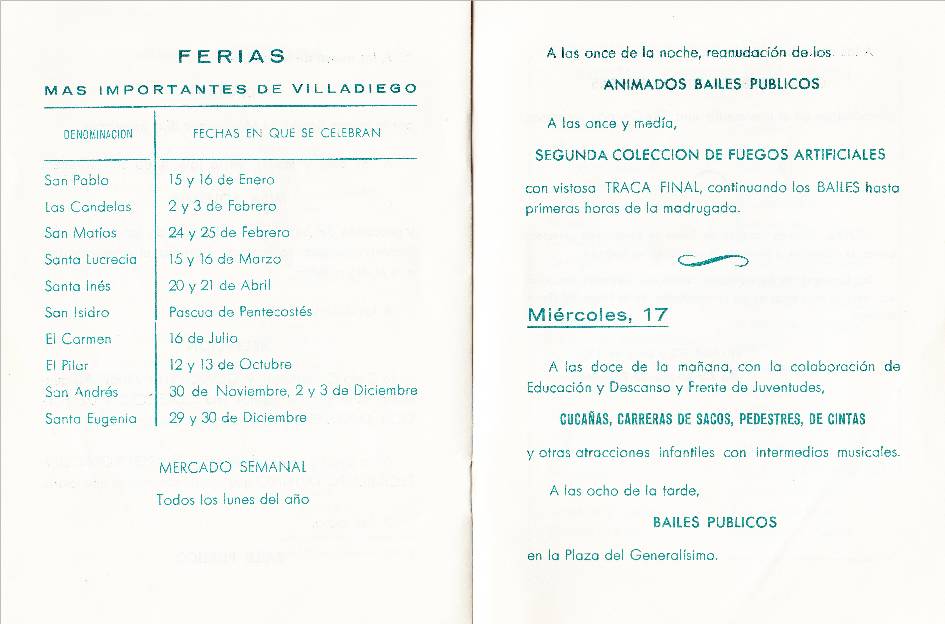 FERIAS
MAS IMPORTANTES DE VILLADIEGO
DENOMINACION FECHAS EN QUE SE CELEBRAN
San Pablo 15 y 16 de Enero
Las Candelas 2 y 3 de Febrero
San Matías 24 y 25 de Febrero
Santa Lucrecia 15 y 16 de Marzo
Santa Inés 20 y 21 de Abril
San Isidro Pascua de Pentecostés
El Carmen 16 de Julio
El Pilar 12 y 13 de Octubre
San Andrés 30 de Noviembre, 2 y 3 de Diciembre
Santa Eugenia 29 y 30 de Diciembre
MERCADO SEMANAL
Todos los lunes del año
A las once de la noche, reanudación de los
ANIMADOS BAILES PUBLICOS
A las once y media,
SEGUNDA COLECCION DE FUEGOS ARTIFICIALES
con vistosa TRACA FINAL, continuando los BAILES hasta
primeras horas de la madrugada.
Miércoles, 17
A las doce de la mañana, con la colaboración de
Educación y Descanso y Frente de Juventudes,
CUCAÑAS, CARRERAS DE SACOS, PEDESTRES, DE CINTAS
y otras atracciones infantiles con intermedios musicales.
A las ocho de la tarde,
BAILES PUBLICOS
en la Plaza del Generalísimo.